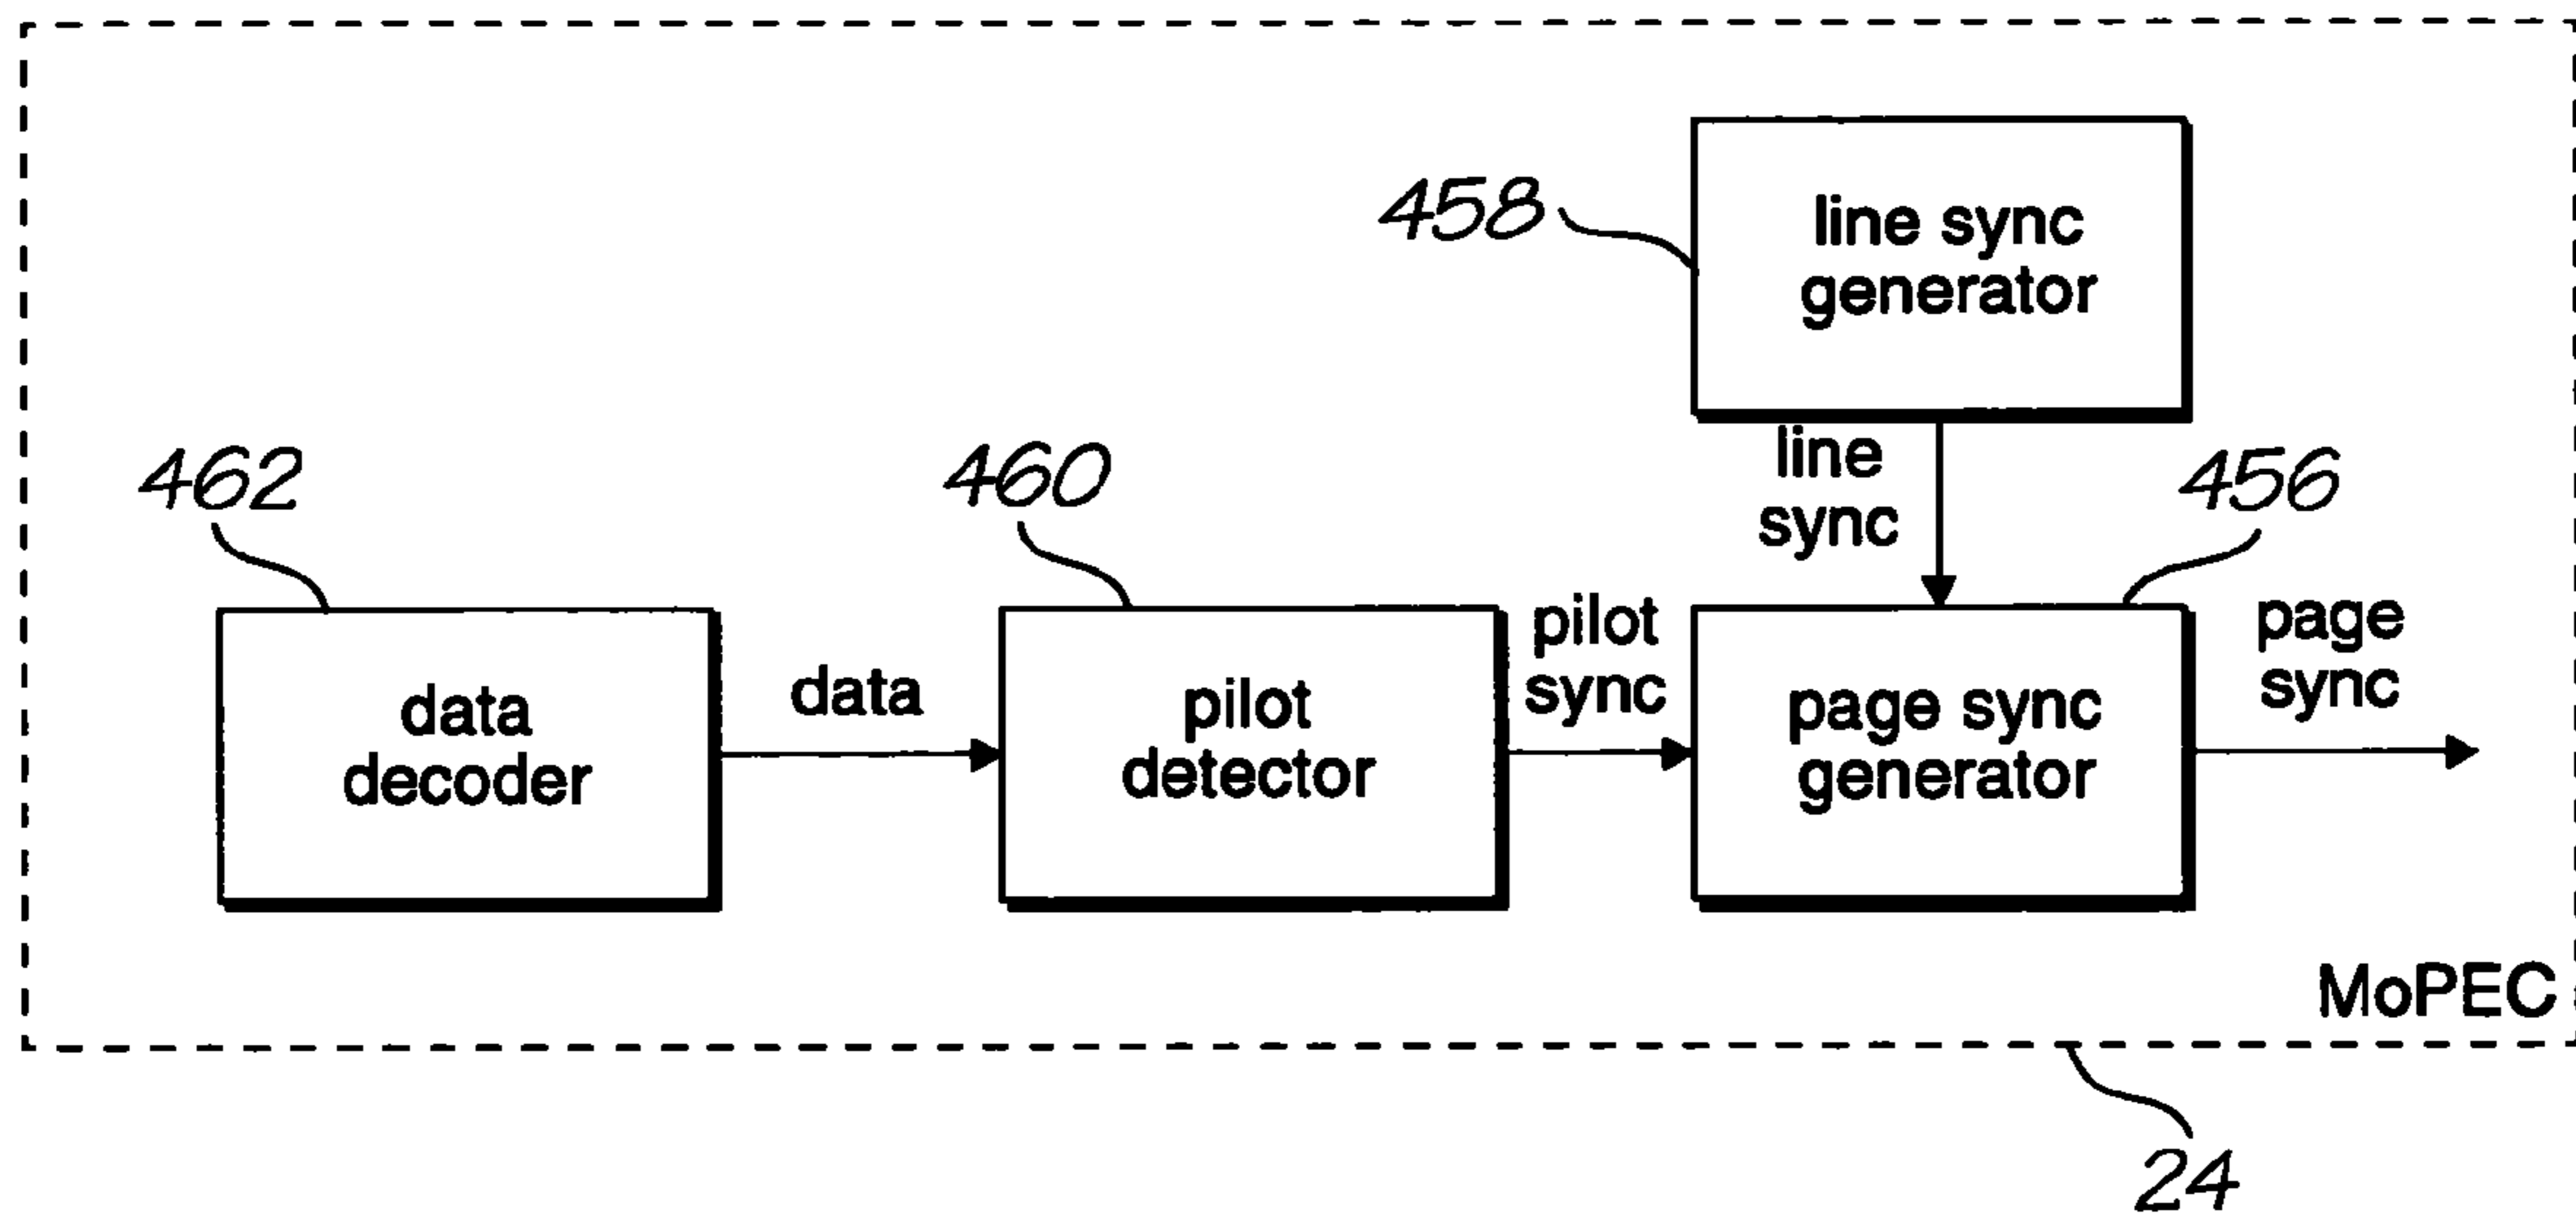 458
line sync
generator
line
sync
462
460
456
data
decoder
data
pilot
detector
pilot
sync
page sync
generator
page
sync
MoPEC
24